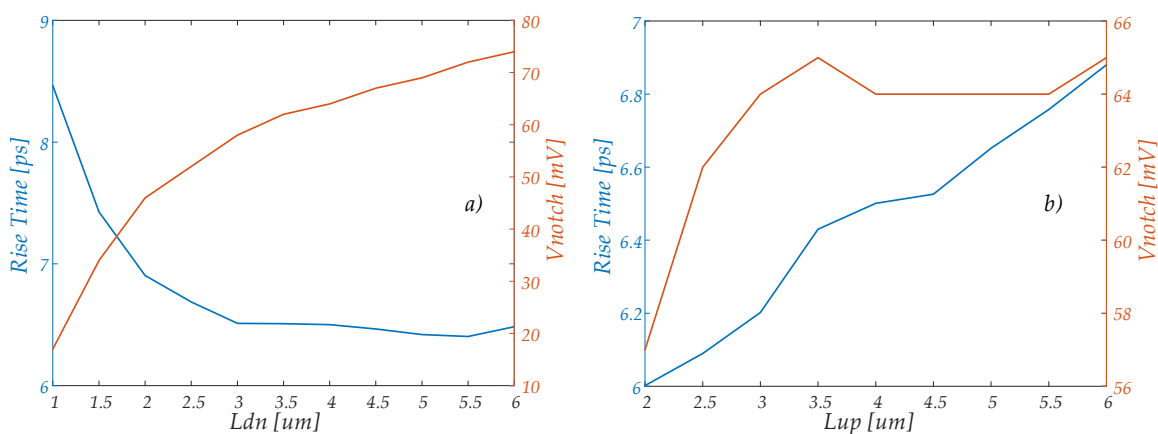 9
8
7
6
Rise Time [ps]
80
70
60
50
40
30
20
10
Vnotch [mV]
a)
1 1.5 2 2.5 3 3.5 4 4.5 5 5.5 6
Ldn [um]
7
6.8
6.6
6.4
6.2
6
Rise Time [ps]
66
64
62
60
58
56
Vnotch [mV]
b)
2 2.5 3 3.5 4 4.5 5 5.5 6
Lup [um]